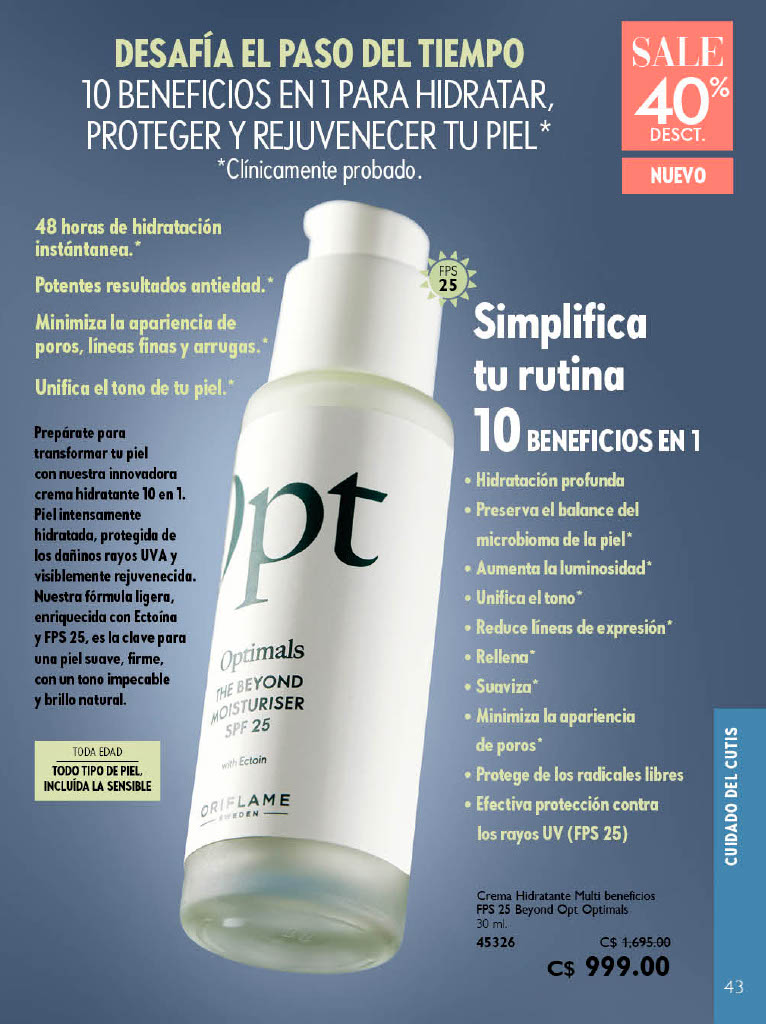 DESAFÍA EL PASO DEL TIEMPO
10 BENEFICIOS EN 1 PARA HIDRATAR,
PROTEGER Y REJUVENECER TU PIEL*
*Clínicamente probado.
SALE
40%
DESCT.
NUEVO
48 horas de hidratación
instántanea.*
Potentes resultados antiedad.*
Minimiza la apariencia de
poros, líneas finas y arrugas.*
Unifica el tono de tu piel.*
Prepárate para
transformar tu piel
con nuestra innovadora
crema hidratante 10 en 1.
Piel intensamente
hidratada, protegida de
los dañinos rayos UVA y
visiblemente rejuvenecida.
Nuestra fórmula ligera,
enriquecida con Ectoína
y FPS 25, es la clave para
una piel suave, firme,
con un tono impecable
y brillo natural.
TODA EDAD
TODO TIPO DE PIEL,
INCLUÍDA LA SENSIBLE
FPS
25
Opt
Optimals
THE BEYOND
MOISTURISER
SPF 25
with Ectoin
ORIFLAME
SWEDEN
Simplifica
tu rutina
10 BENEFICIOS EN 1
• Hidratación profunda
• Preserva el balance del
microbioma de la piel*
• Aumenta la luminosidad*
• Unifica el tono*
• Reduce líneas de expresión*
• Rellena*
• Suaviza*
• Minimiza la apariencia
de poros*
• Protege de los radicales libres
• Efectiva protección contra
los rayos UV (FPS 25)
Crema Hidratante Multi beneficios
FPS 25 Beyond Opt Optimals
30 ml.
45326 C$ 1,695.00
C$ 999.00
CUIDADO DEL CUTIS
43